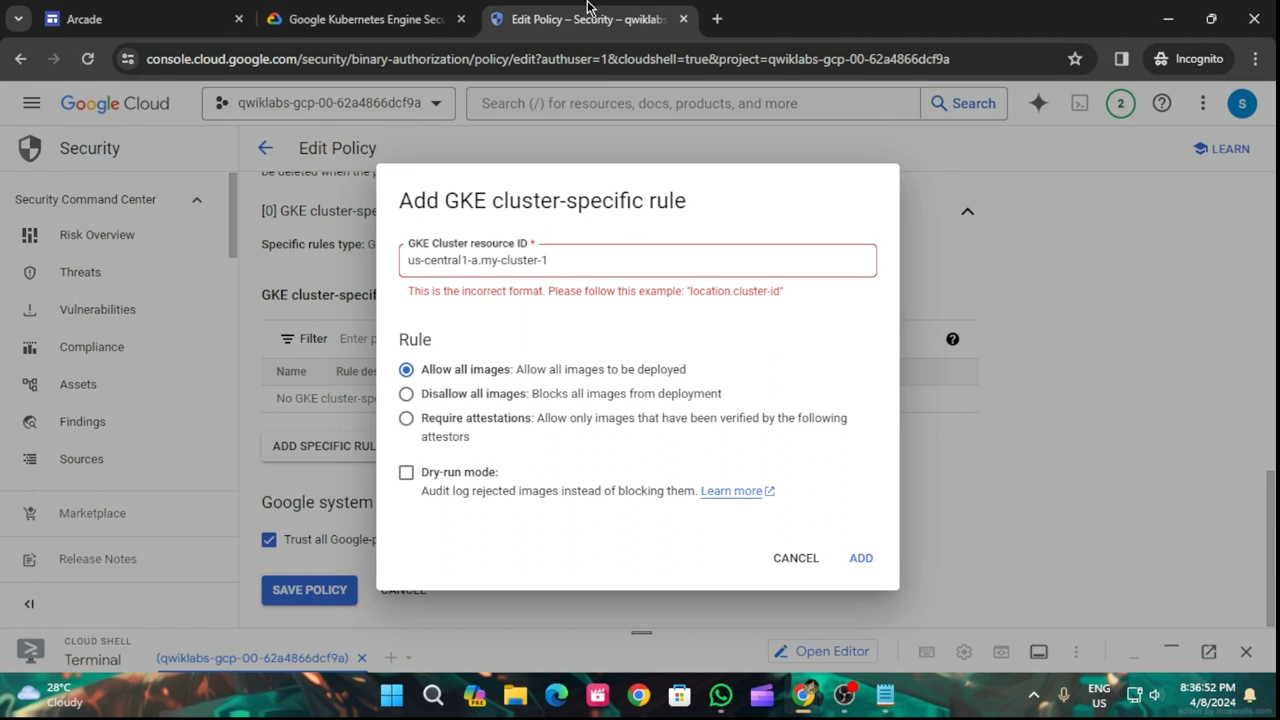 Arcade
Google Kubernetes Engine Secu
Edit Policy – Security – qwiklabs
console.cloud.google.com/security/binary-authorization/policy/edit?authuser=1&cloudshell=true&project=qwiklabs-gcp-00-62a4866dcf9a
Incognito
Google Cloud
qwiklabs-gcp-00-62a4866dcf9a
Search (/) for resources, docs, products, and more
Search
2
S
Security
Edit Policy
LEARN
Security Command Center
Risk Overview
Threats
Vulnerabilities
Compliance
Assets
Findings
Sources
Marketplace
Release Notes
be deleted when the p
[0] GKE cluster-spe
Specific rules type: G
GKE cluster-specif
Filter Enter p
Name Rule des
No GKE cluster-spe
ADD SPECIFIC RUL
Google system
Trust all Google-p
SAVE POLICY
CANCEL
Add GKE cluster-specific rule
GKE Cluster resource ID *
us-central1-a.my-cluster-1
This is the incorrect format. Please follow this example: "location.cluster-id"
Rule
Allow all images: Allow all images to be deployed
Disallow all images: Blocks all images from deployment
Require attestations: Allow only images that have been verified by the following
attestors
Dry-run mode:
Audit log rejected images instead of blocking them. Learn more
CANCEL ADD
CLOUD SHELL
Terminal
(qwiklabs-gcp-00-62a4866dcf9a)
Open Editor
28°C
Cloudy
PRE
ENG
US
8:36:52 PM
4/8/2024